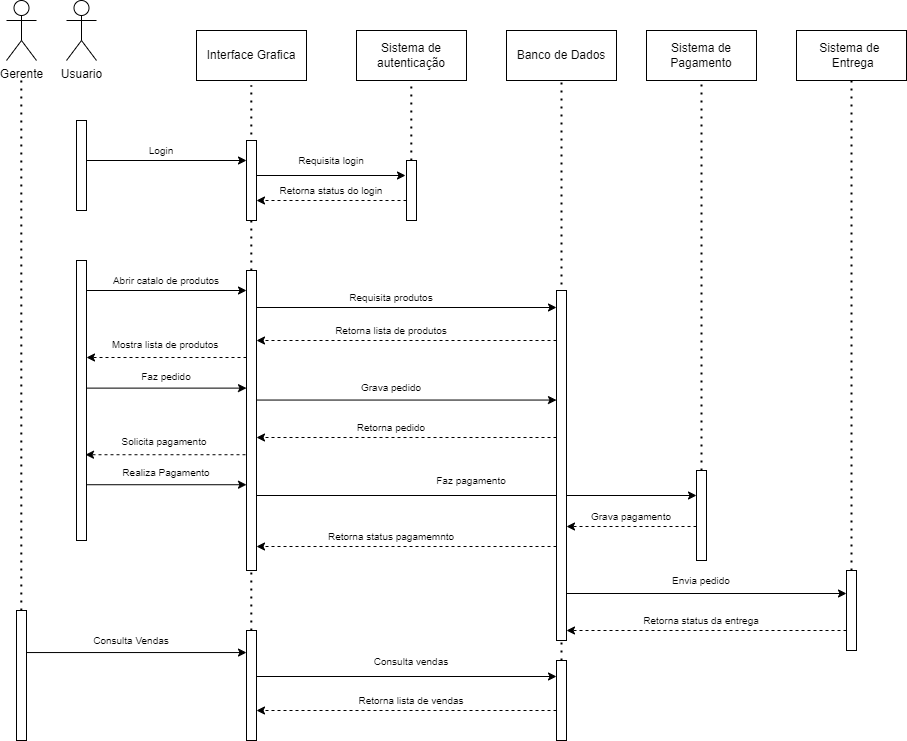 Gerente
Usuario
Interface Grafica
Sistema de
autenticação
Banco de Dados
Sistema de
Pagamento
Sistema de
Entrega
Login
Requisita login
Retorna status do login
Abrir catalo de produtos
Requisita produtos
Retorna lista de produtos
Mostra lista de produtos
Faz pedido
Grava pedido
Retorna pedido
Solicita pagamento
Realiza Pagamento
Faz pagamento
Grava pagamento
Retorna status pagamemnto
Envia pedido
Retorna status da entrega
Consulta Vendas
Consulta vendas
Retorna lista de vendas